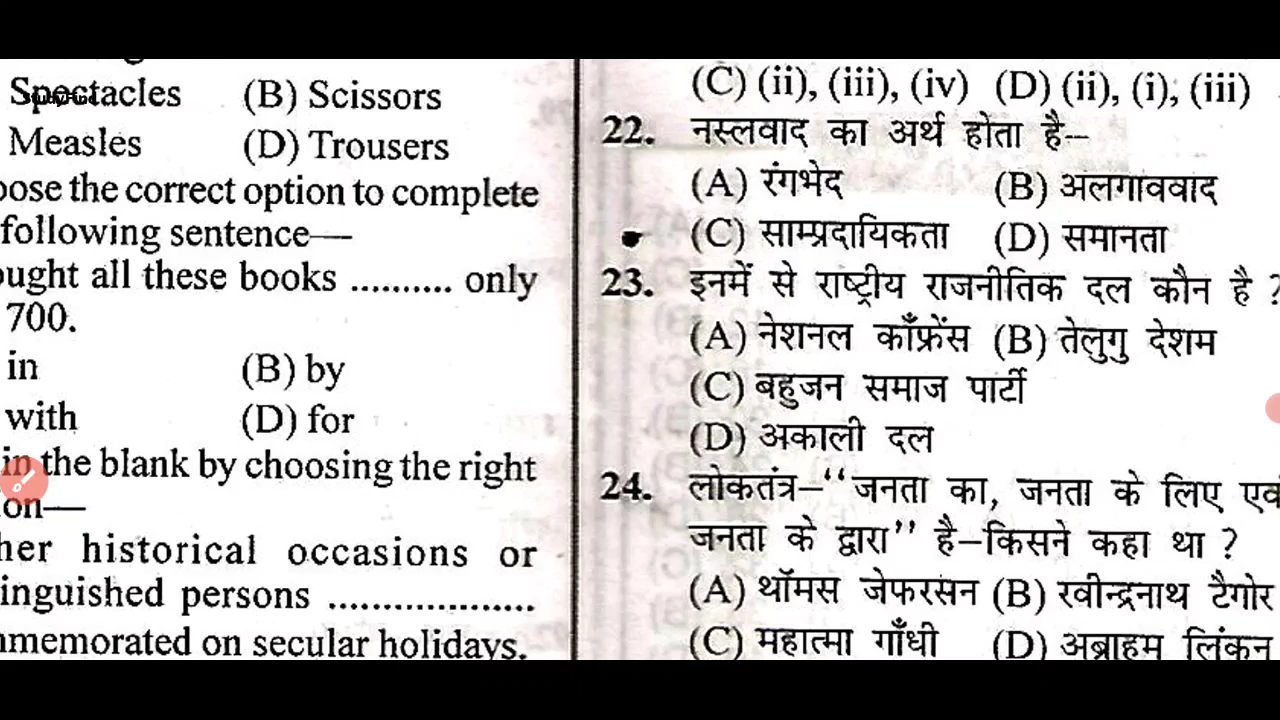 Spectacles (B) Scissors
Measles (D) Trousers
oose the correct option to complete
following sentence—
ought all these books .......... only
700.
in (B) by
with (D) for
in the blank by choosing the right
on—
her historical occasions or
inguished persons ...................
nmemorated on secular holidays.
(C) (ii), (iii), (iv) (D) (ii), (i), (iii)
22. नस्लवाद का अर्थ होता है–
(A) रंगभेद (B) अलगाववाद
(C) साम्प्रदायिकता (D) समानता
23. इनमें से राष्ट्रीय राजनीतिक दल कौन है ?
(A) नेशनल काँफ्रेंस (B) तेलुगु देशम
(C) बहुजन समाज पार्टी
(D) अकाली दल
24. लोकतंत्र–“जनता का, जनता के लिए एवं
जनता के द्वारा” है–किसने कहा था ?
(A) थॉमस जेफरसन (B) रवीन्द्रनाथ टैगोर
(C) महात्मा गाँधी (D) अब्राहम लिंकन